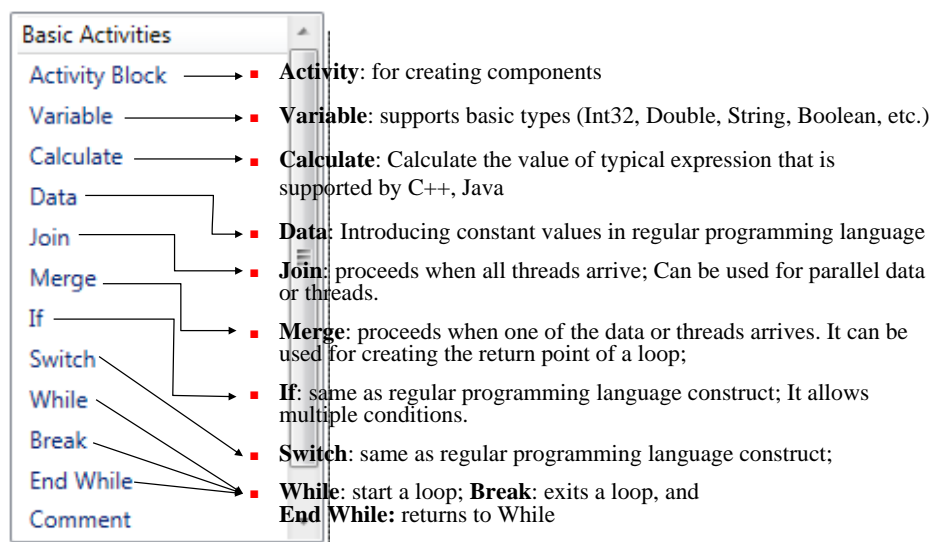 Basic Activities
Activity Block
Variable
Calculate
Data
Join
Merge
If
Switch
While
Break
End While
Comment
Activity: for creating components
Variable: supports basic types (Int32, Double, String, Boolean, etc.)
Calculate: Calculate the value of typical expression that is
supported by C++, Java
Data: Introducing constant values in regular programming language
Join: proceeds when all threads arrive; Can be used for parallel data
or threads.
Merge: proceeds when one of the data or threads arrives. It can be
used for creating the return point of a loop;
If: same as regular programming language construct; It allows
multiple conditions.
Switch: same as regular programming language construct;
While: start a loop; Break: exits a loop, and
End While: returns to While